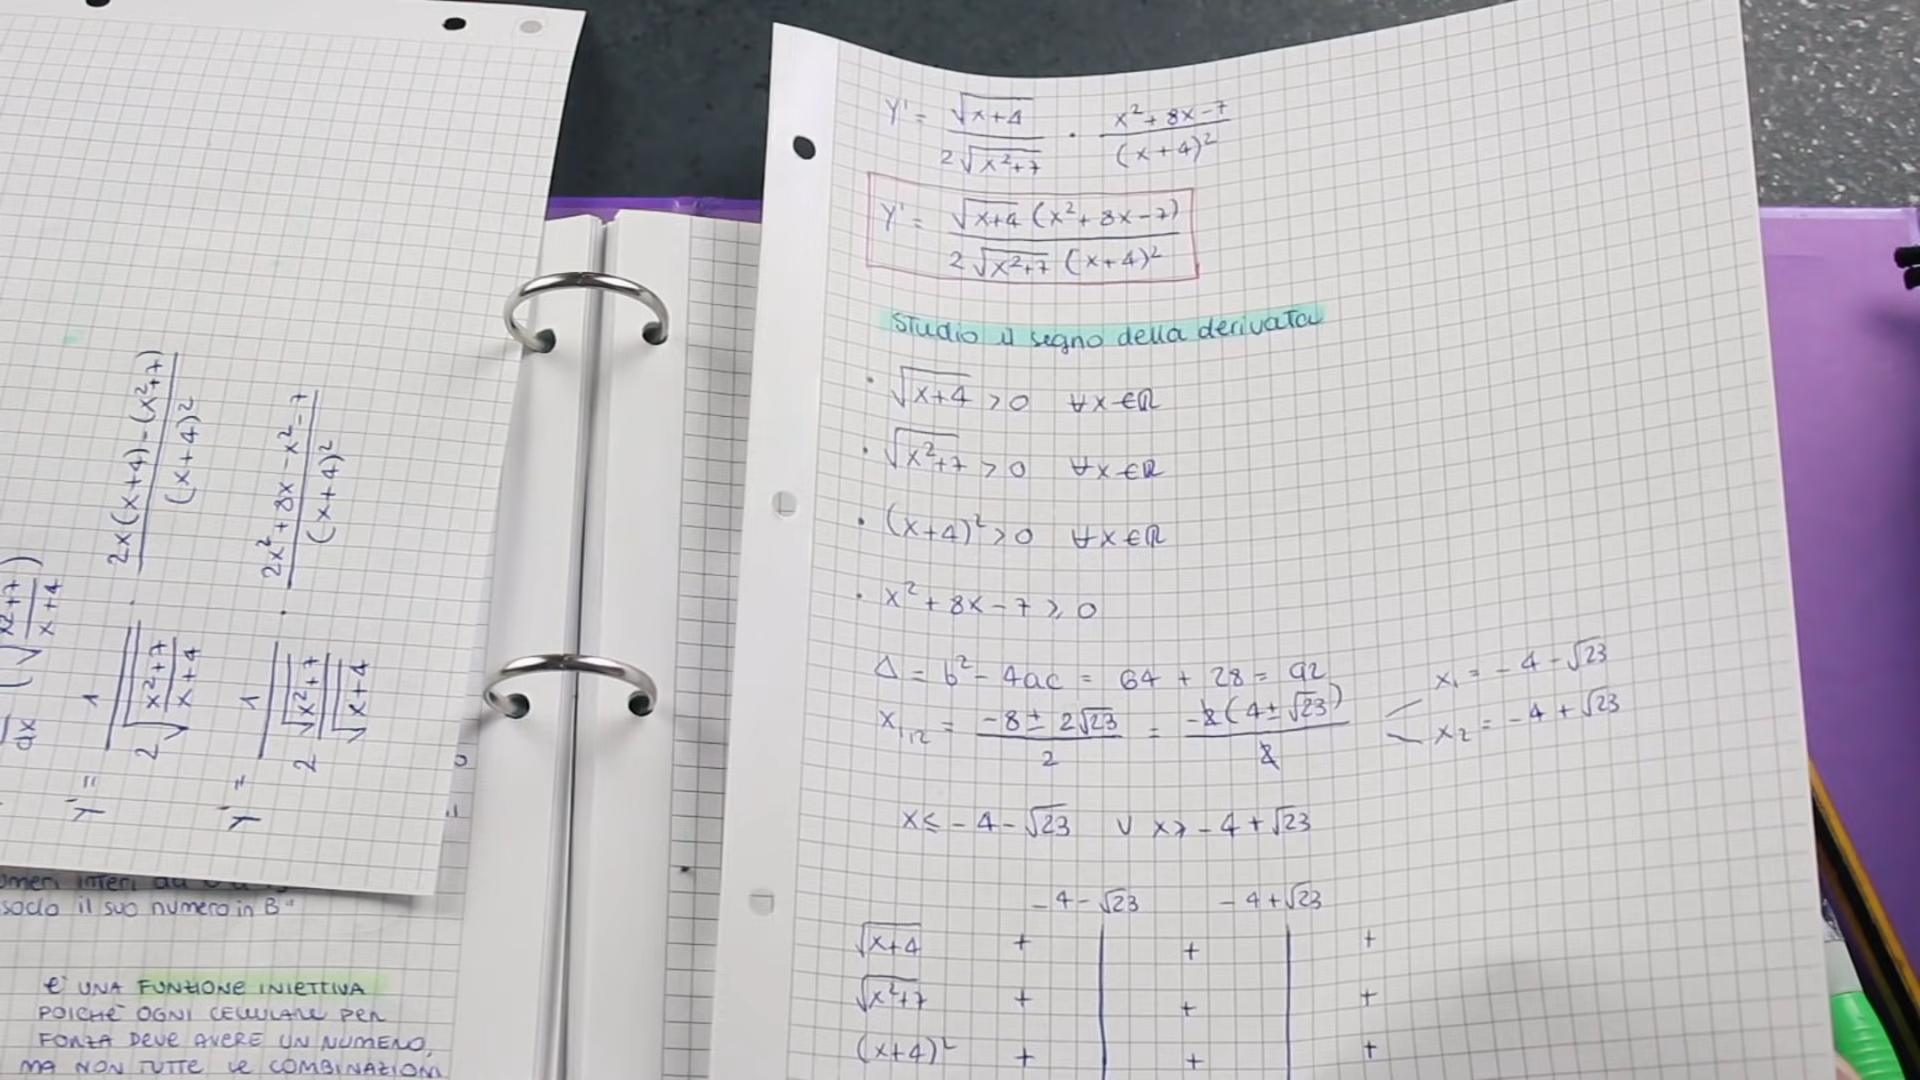 Y' = √(x+4) / 2√(x²+7) · (x²+8x-7) / (x+4)²
Y' = √(x+4) (x²+8x-7) / 2√(x²+7) (x+4)²
Studio il segno della derivata
· √(x+4) > 0 ∀x∈ℝ
· √(x²+7) > 0 ∀x∈ℝ
· (x+4)² > 0 ∀x∈ℝ
· x²+8x-7 ≥ 0
Δ = b²-4ac = 64 + 28 = 92
x₁,₂ = (-8 ± 2√23) / 2 = -2(4±√23) / 2
x₁ = -4-√23
x₂ = -4+√23
x ≤ -4-√23 ∨ x ≥ -4+√23
-4-√23 -4+√23
√(x+4) + + +
√(x²+7) + + +
(x+4)² + + +
dx (√(x²+7) / (x+4))
Y' = 1 / 2√((x²+7)/(x+4)) · (2x(x+4)-(x²+7)) / (x+4)²
Y' = 1 / 2 √(x²+7)/√(x+4) · (2x²+8x-x²-7) / (x+4)²
il suo numero in B"
È UNA FUNZIONE INIETTIVA
POICHÈ OGNI CELLULARE PER
FORZA DEVE AVERE UN NUMERO,
MA NON TUTTE LE COMBINAZIONI